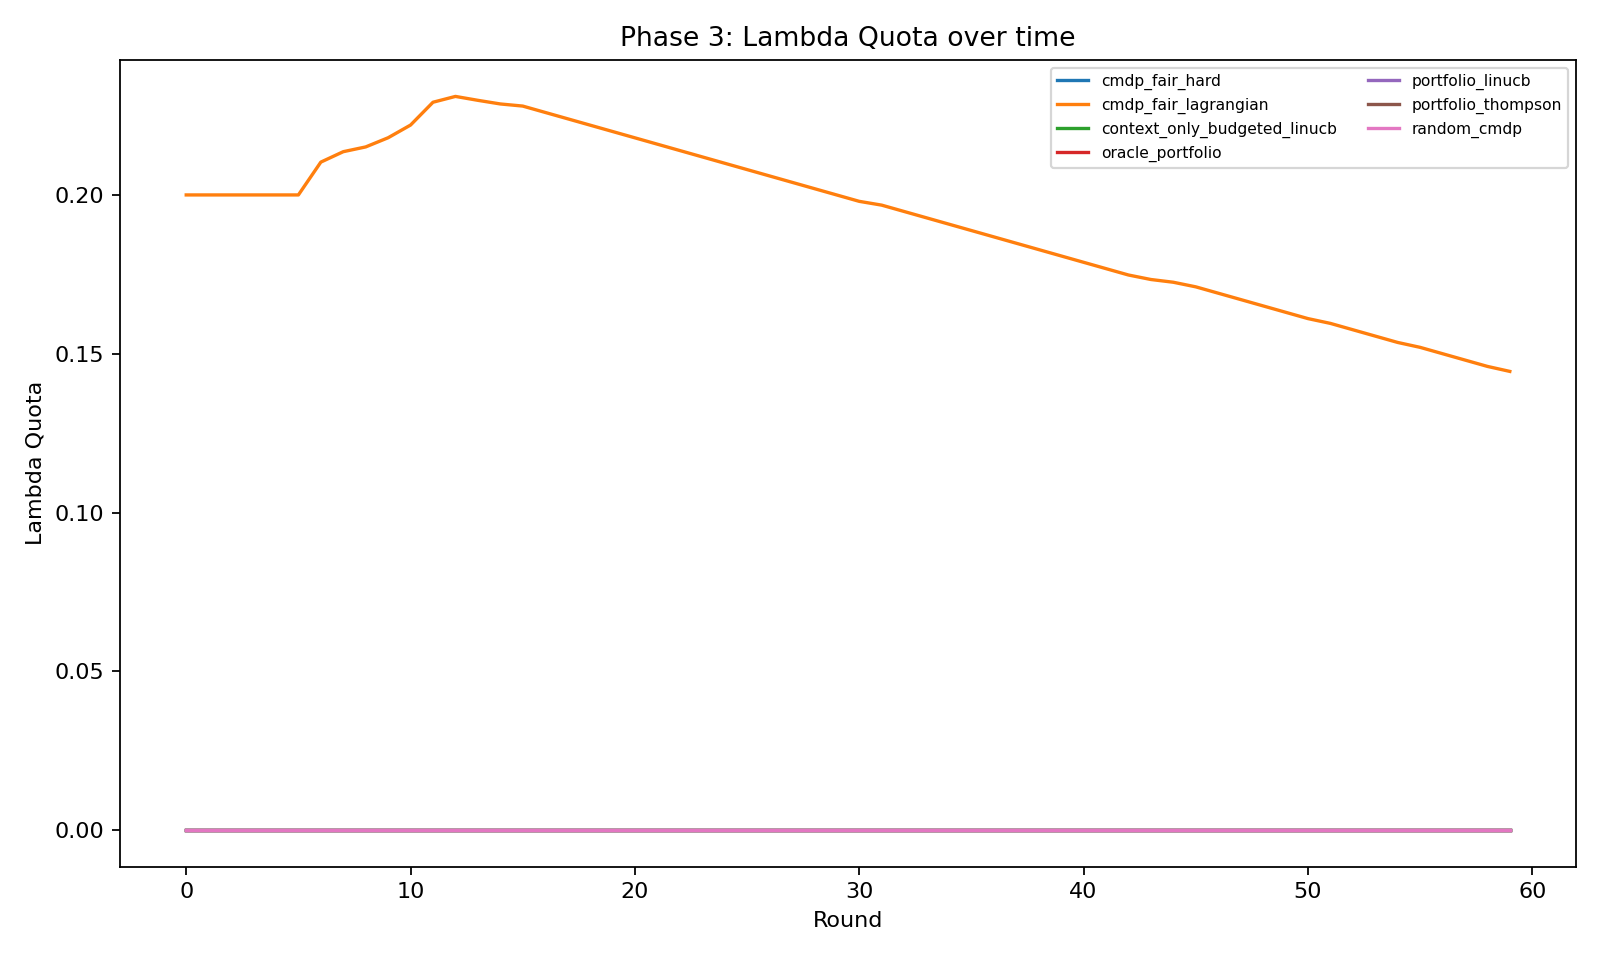 Phase 3: Lambda Quota over time
cmdp_fair_hard
cmdp_fair_lagrangian
context_only_budgeted_linucb
oracle_portfolio
portfolio_linucb
portfolio_thompson
random_cmdp
Lambda Quota
0.20
0.15
0.10
0.05
0.00
0 10 20 30 40 50 60
Round